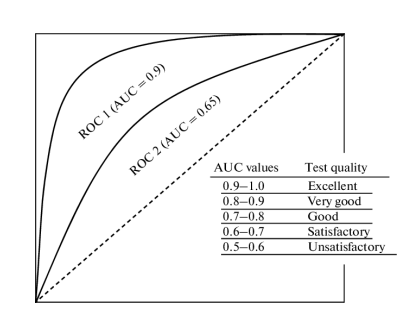 ROC 1 (AUC = 0.9)
ROC 2 (AUC = 0.65)
AUC values Test quality
0.9–1.0 Excellent
0.8–0.9 Very good
0.7–0.8 Good
0.6–0.7 Satisfactory
0.5–0.6 Unsatisfactory